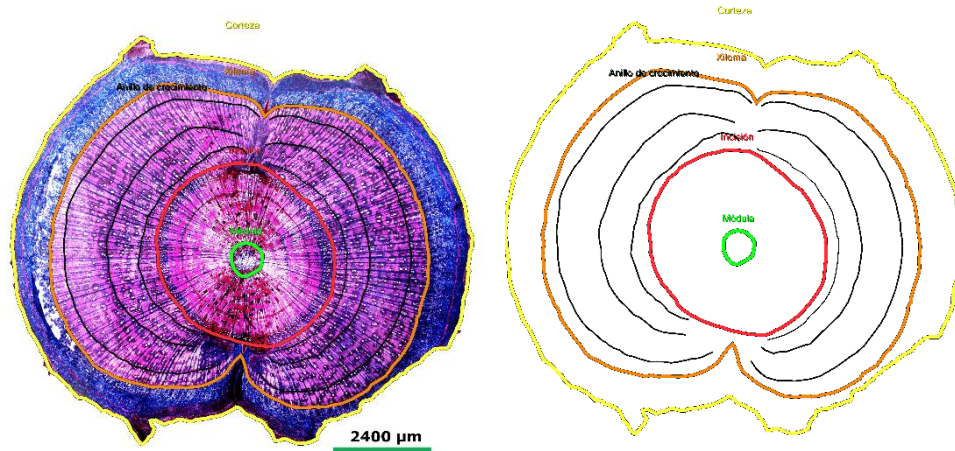 Corteza
Xilema
Anillo de crecimiento
Médula
2400 µm
Corteza
Xilema
Anillo de crecimiento
Incisión
Médula